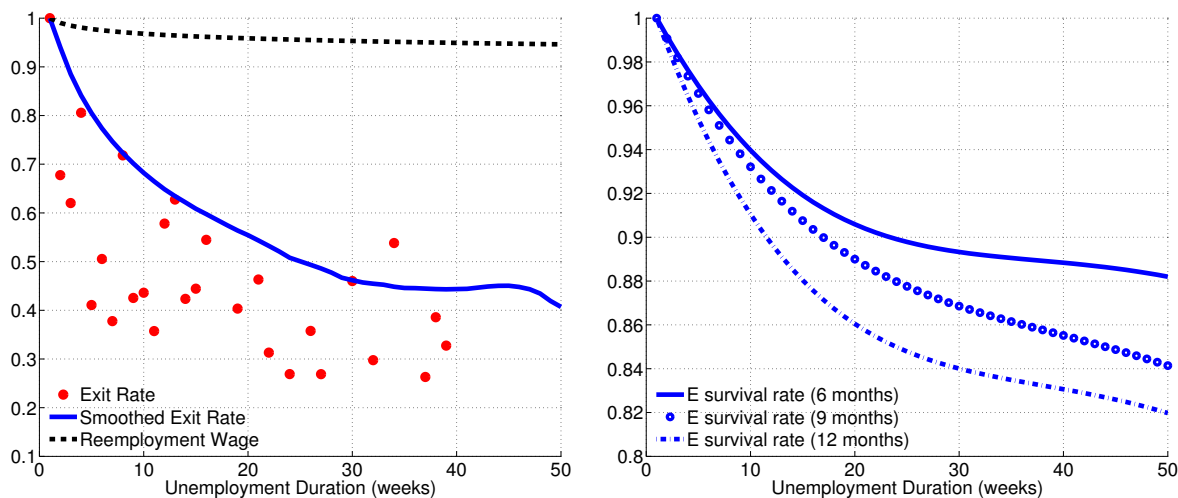 1
0.9
0.8
0.7
0.6
0.5
0.4
0.3
0.2
0.1
Exit Rate
Smoothed Exit Rate
Reemployment Wage
0 10 20 30 40 50
Unemployment Duration (weeks)
1
0.98
0.96
0.94
0.92
0.9
0.88
0.86
0.84
0.82
0.8
E survival rate (6 months)
E survival rate (9 months)
E survival rate (12 months)
0 10 20 30 40 50
Unemployment Duration (weeks)